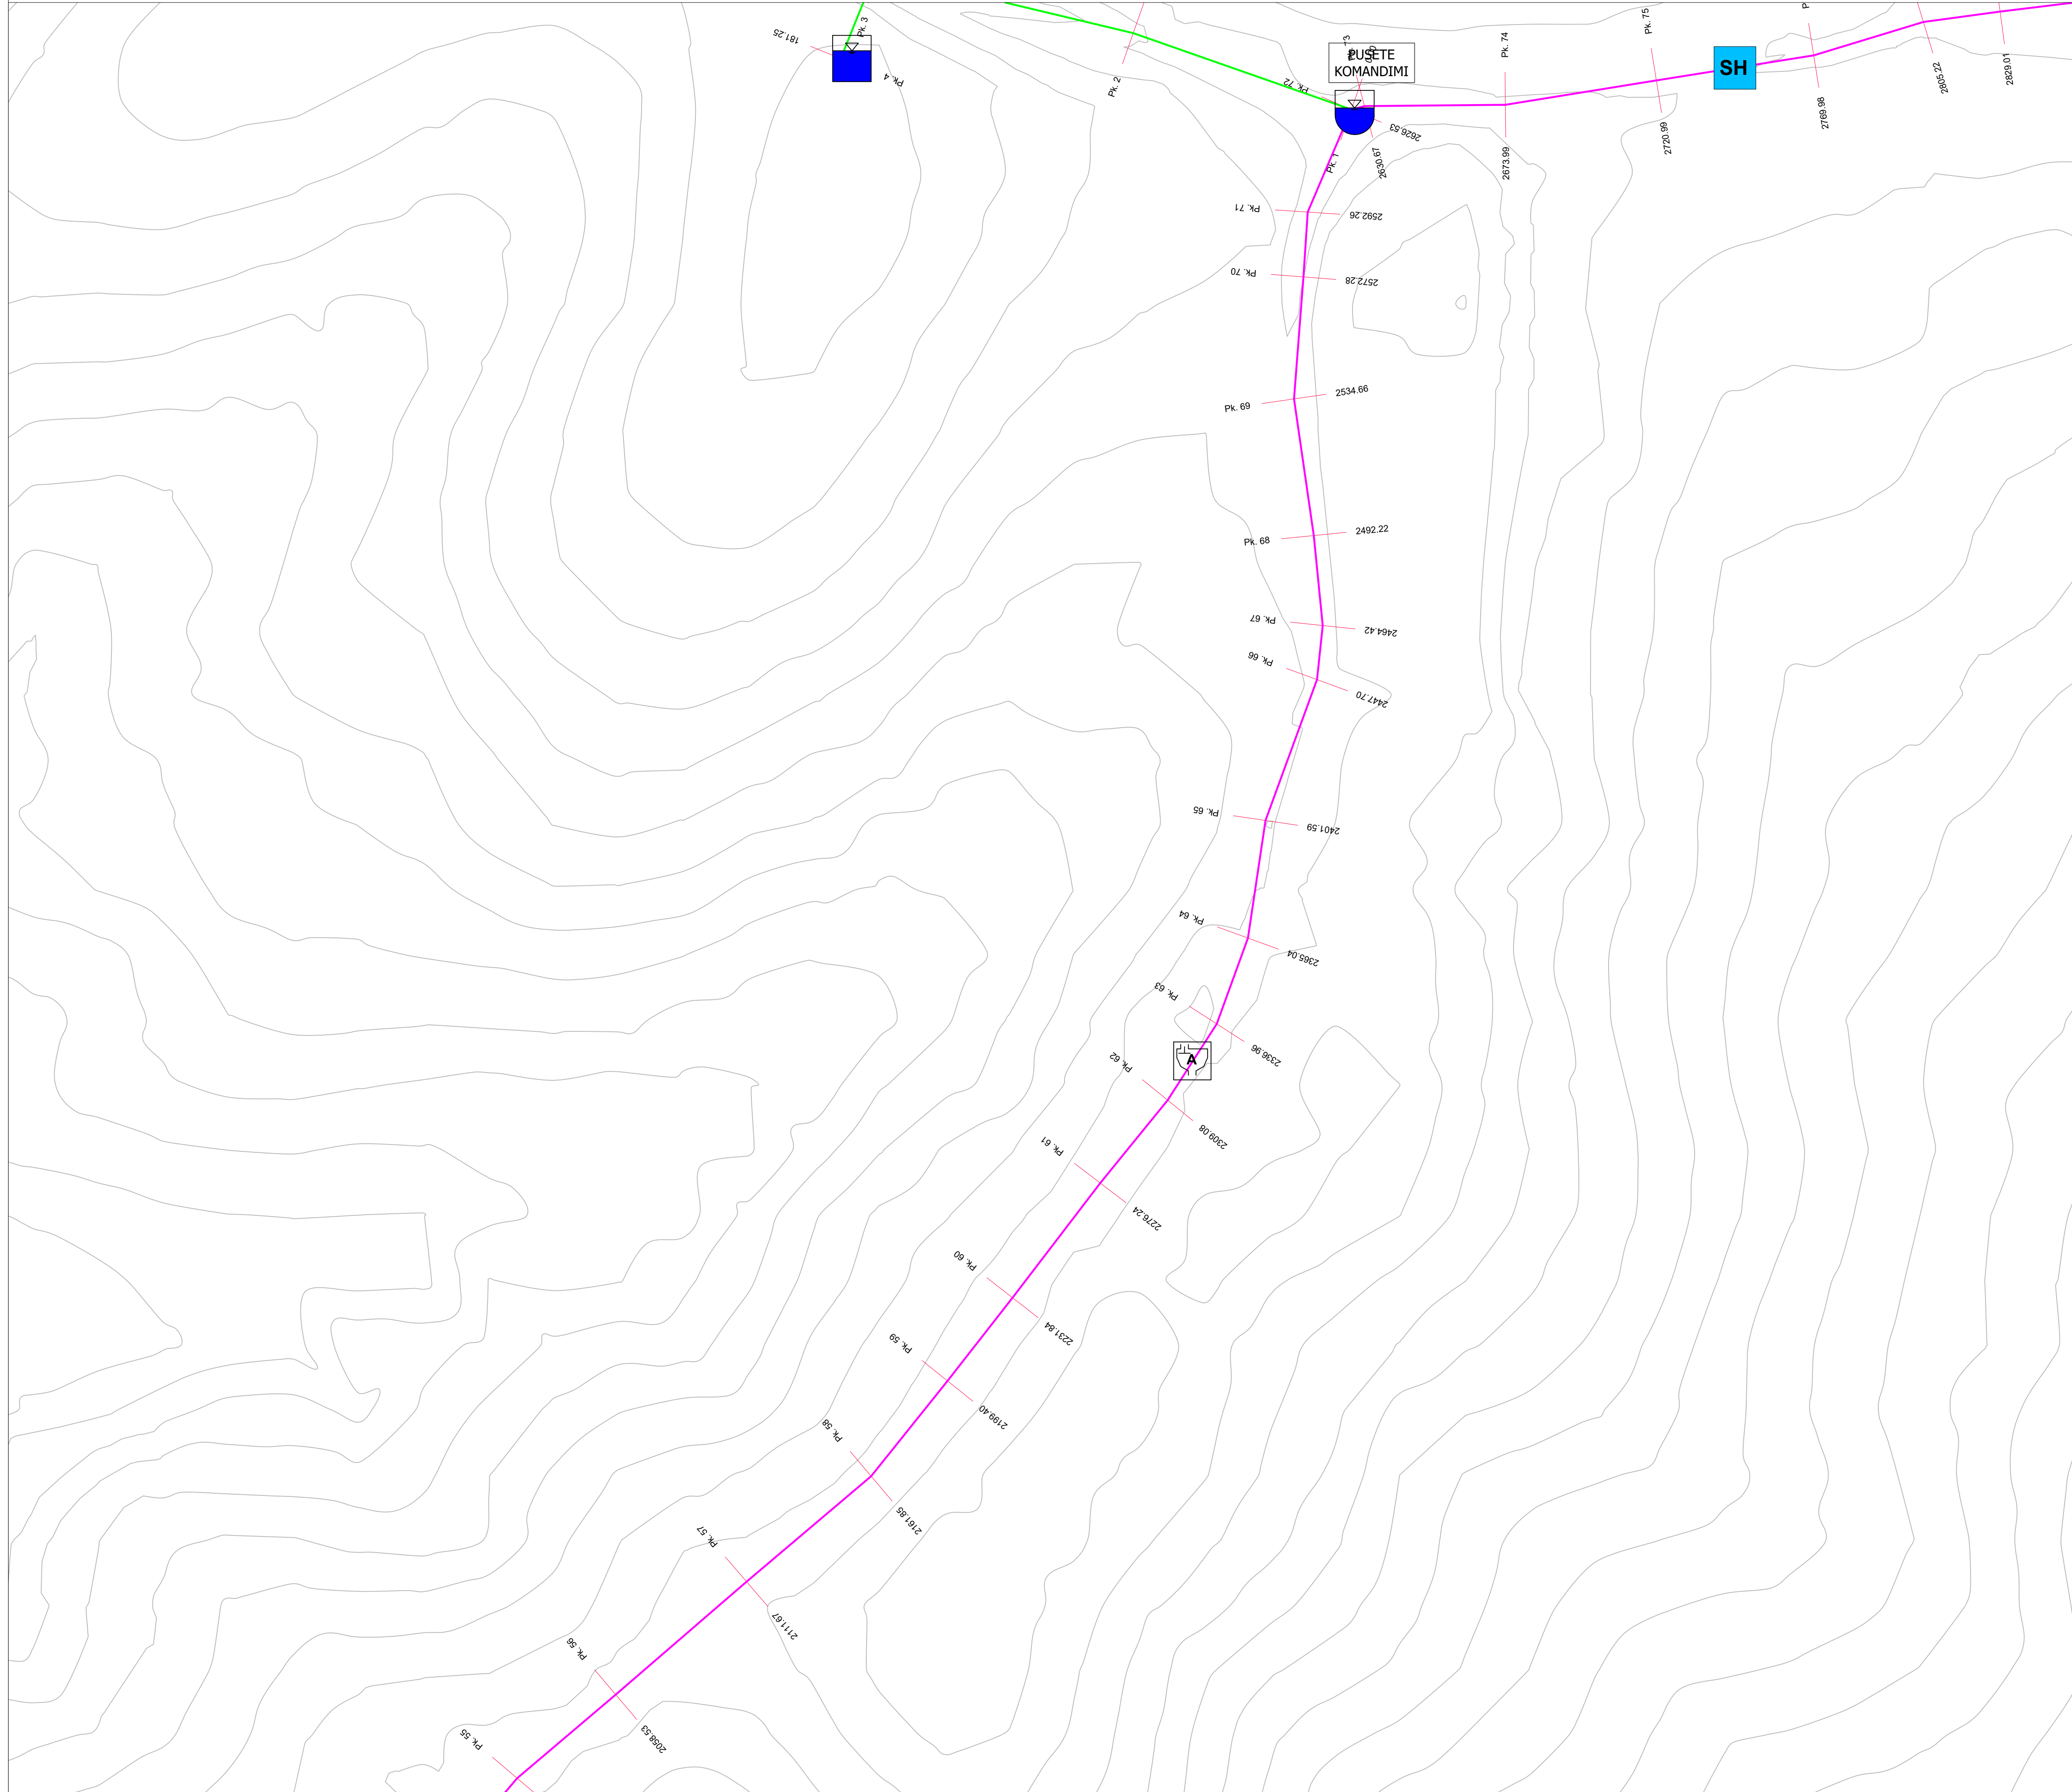 Pk. 3
181.25
Pk. 4
Pk. 2
Pk. 72
PUSETE
KOMANDIMI
2626.53
2630.67
Pk. 1
Pk. 74
2673.99
Pk. 75
2720.99
SH
2769.98
2805.22
2829.01
Pk. 71
2592.26
Pk. 70
2572.28
Pk. 69
2534.66
Pk. 68
2492.22
Pk. 67
2464.42
Pk. 66
2447.70
Pk. 65
2401.59
Pk. 64
2365.04
Pk. 63
2336.96
A
Pk. 62
2309.08
Pk. 61
2276.24
Pk. 60
2231.84
Pk. 59
2199.40
Pk. 58
2161.85
Pk. 57
2111.67
Pk. 56
2058.53
Pk. 55